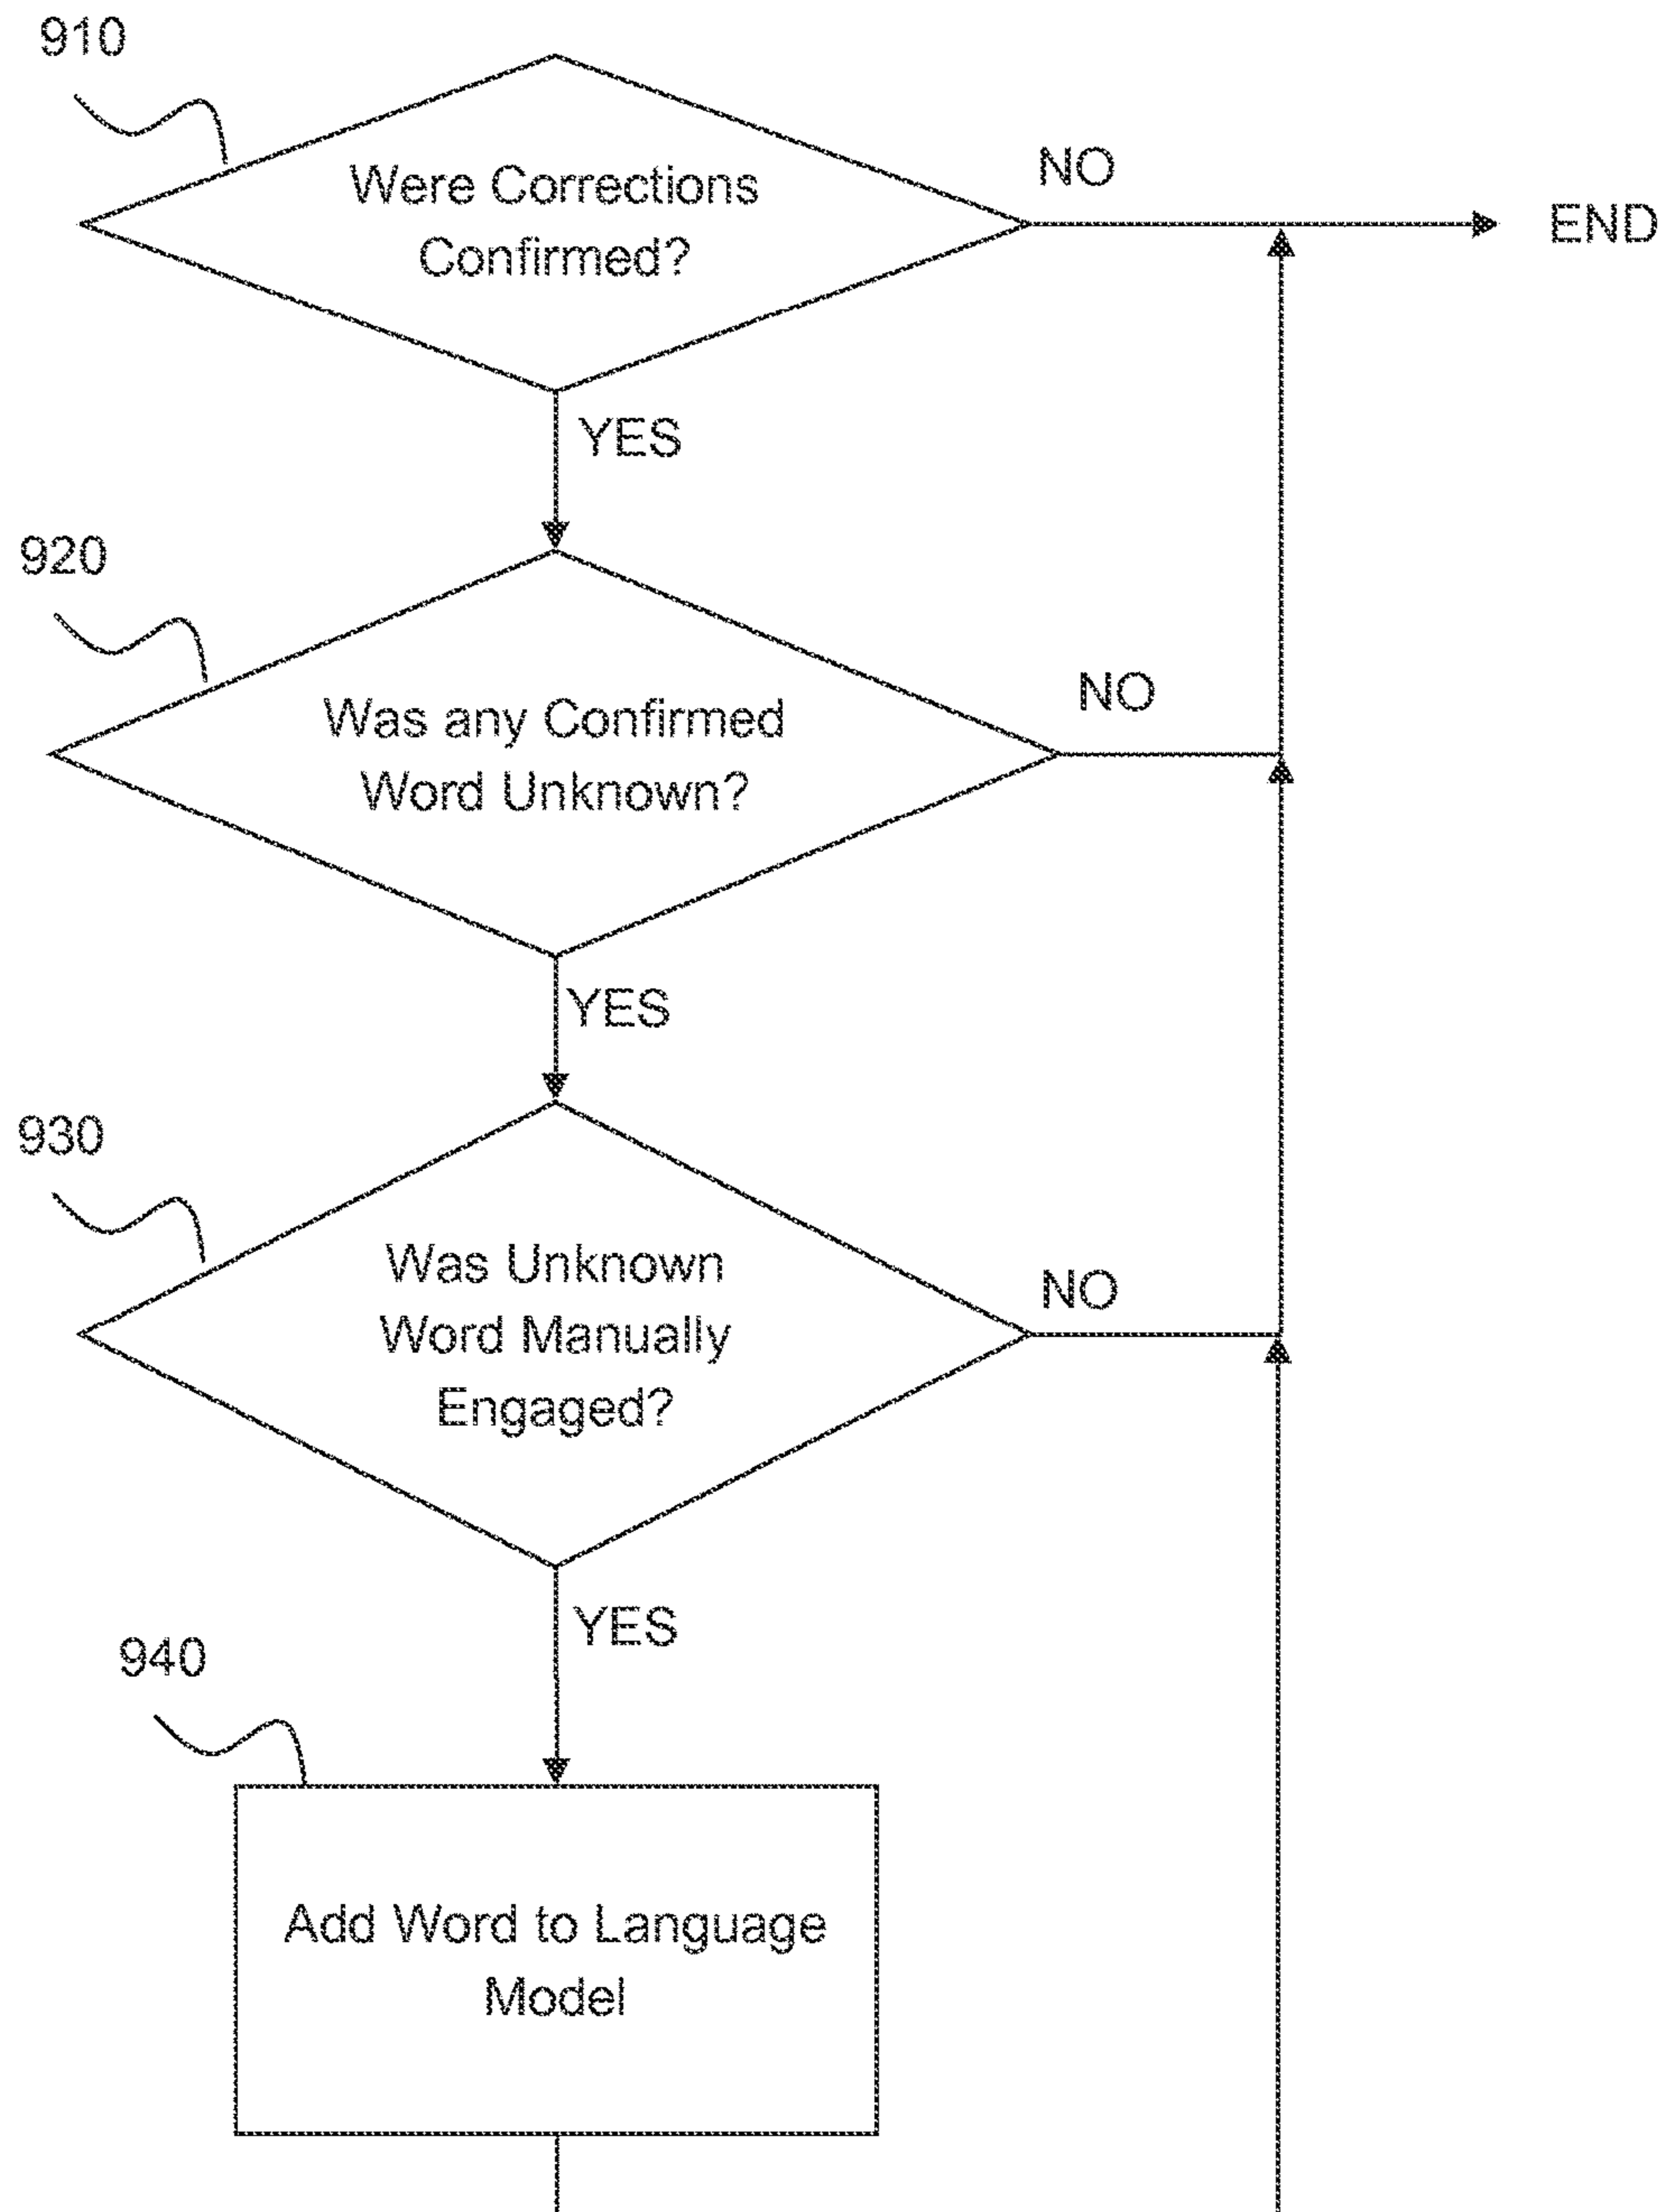 910
Were Corrections
Confirmed?
NO
END
YES
920
Was any Confirmed
Word Unknown?
NO
YES
930
Was Unknown
Word Manually
Engaged?
NO
YES
940
Add Word to Language
Model